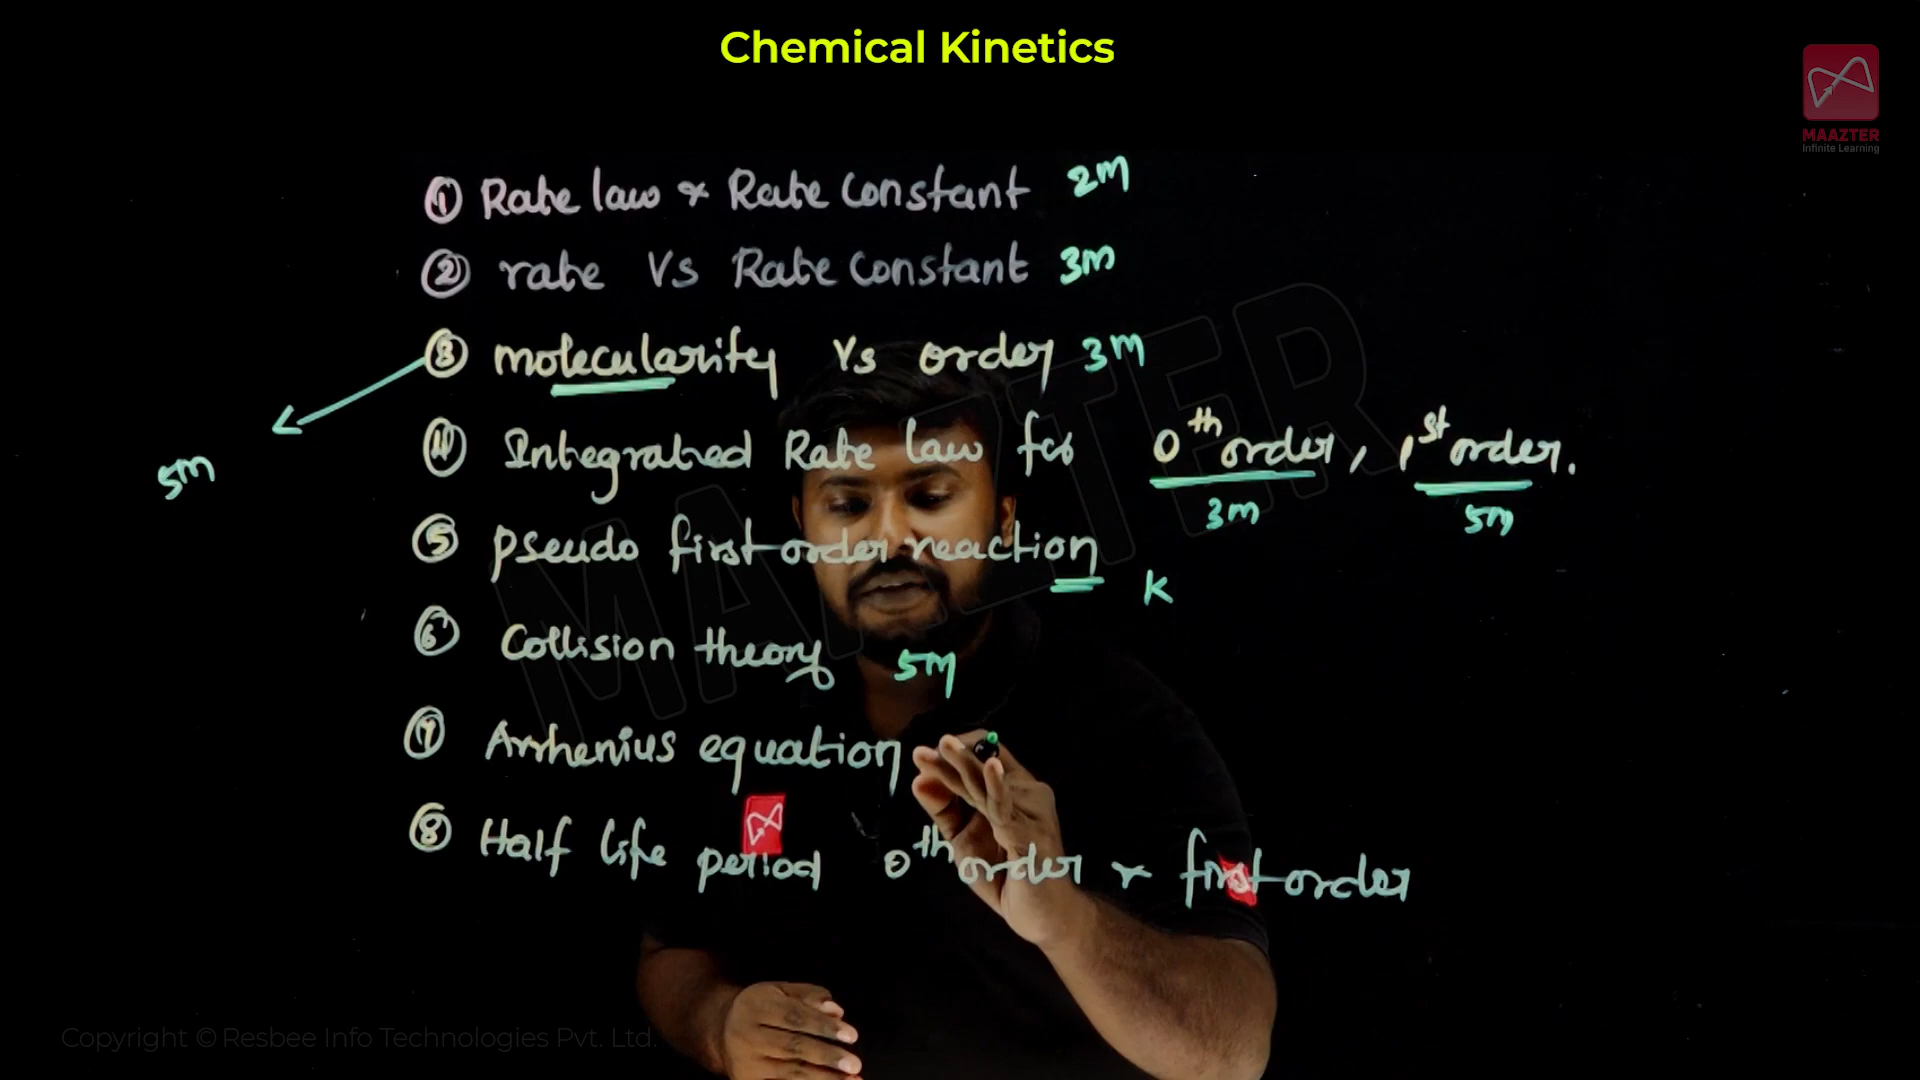 Chemical Kinetics
MAAZTER
Infinite Learning
① Rate law & Rate Constant 2M
② rate Vs Rate Constant 3M
③ molecularity Vs order 3M
④ Integrated Rate law for 0th order, 1st order.
5M
3M 5M
⑤ pseudo first order reaction
K
⑥ Collision theory 5M
⑦ Arrhenius equation
⑧ Half life period 0th order & first order
MAAZTER
Copyright © Resbee Info Technologies Pvt. Ltd.